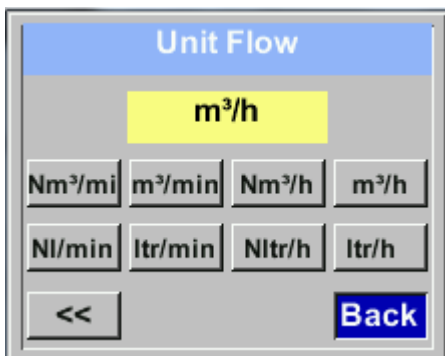 Unit Flow
m³/h
Nm³/mi m³/min Nm³/h m³/h
Nl/min ltr/min Nltr/h ltr/h
<< Back